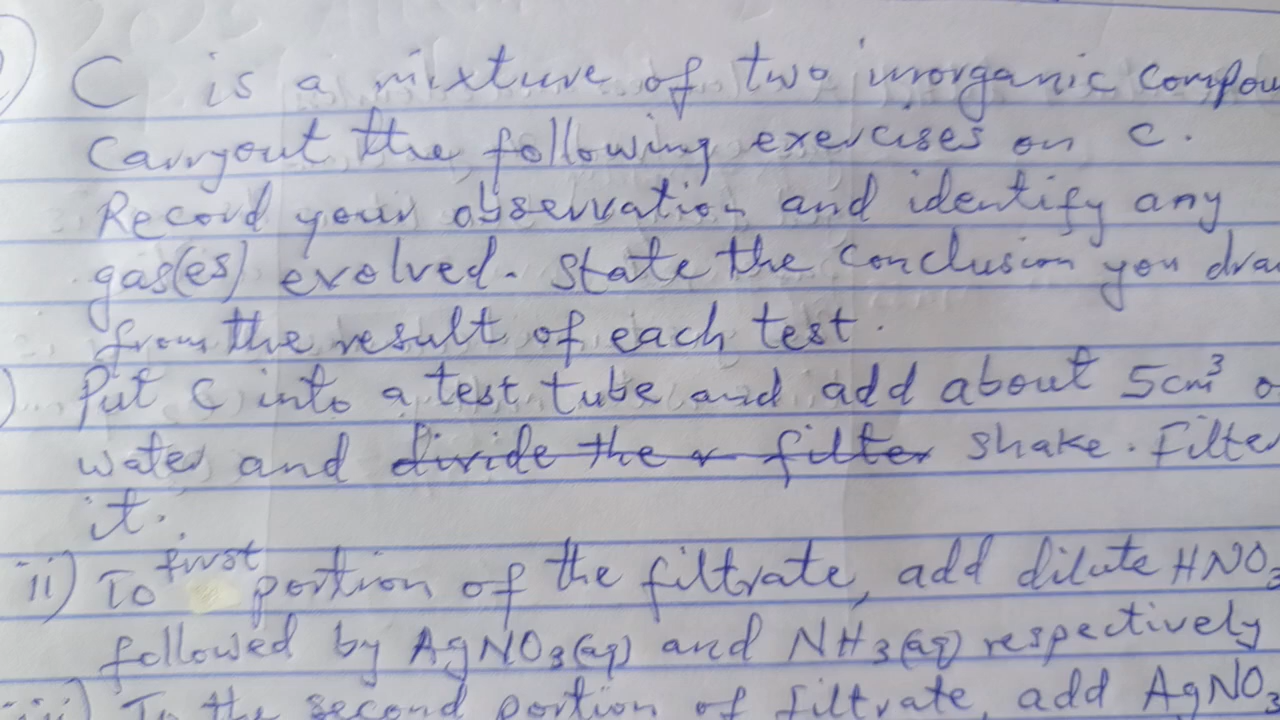 C is a mixture of two inorganic compou
Carryout the following exercises on C.
Record your observation and identify any
gas(es) evolved. State the conclusion you dra
from the result of each test.
) Put C into a test tube and add about 5cm³ o
water and divide the r filter shake. Filte
it.
ii) To first portion of the filtrate, add dilute HNO3
followed by AgNO3(aq) and NH3(aq) respectively
iii) To the second portion of filtrate, add AgNO3